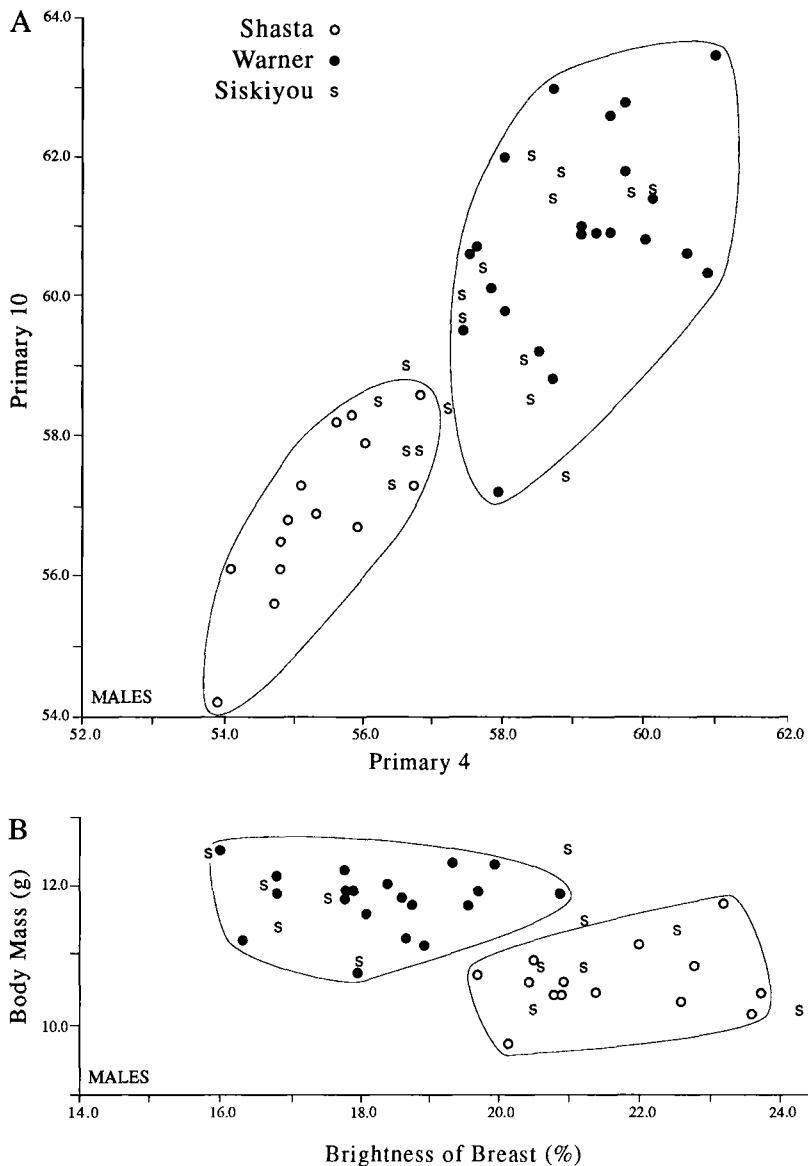 A
Shasta
Warner
Siskiyou s
64.0
62.0
60.0
58.0
56.0
54.0
Primary 10
MALES
52.0 54.0 56.0 58.0 60.0 62.0
Primary 4
B
12.0
10.0
Body Mass (g)
MALES
14.0 16.0 18.0 20.0 22.0 24.0
Brightness of Breast (%)